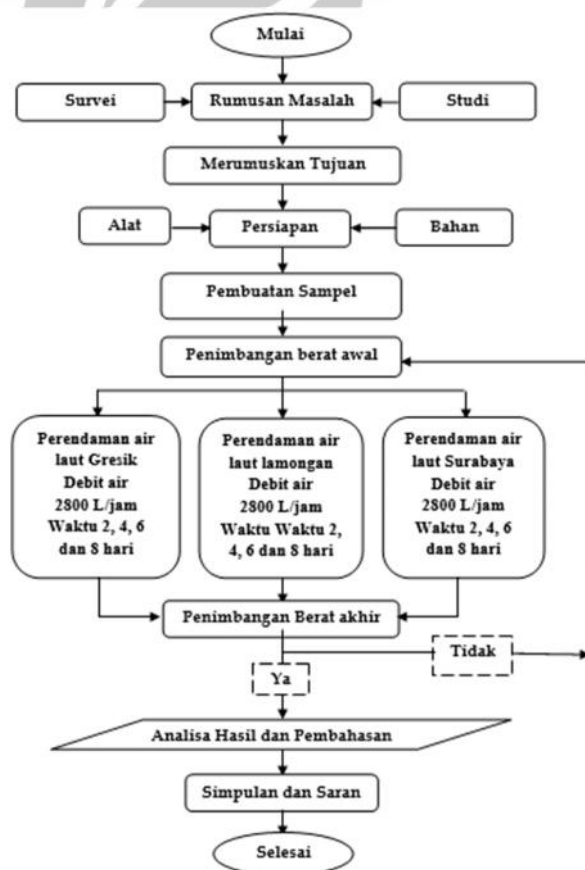 Mulai
Survei
Rumusan Masalah
Studi
Merumuskan Tujuan
Alat
Persiapan
Bahan
Pembuatan Sampel
Penimbangan berat awal
Perendaman air
laut Gresik
Debit air
2800 L/jam
Waktu 2, 4, 6
dan 8 hari
Perendaman air
laut lamongan
Debit air
2800 L/jam
Waktu Waktu 2,
4, 6 dan 8 hari
Perendaman air
laut Surabaya
Debit air
2800 L/jam
Waktu 2, 4, 6
dan 8 hari
Penimbangan Berat akhir
Tidak
Ya
Analisa Hasil dan Pembahasan
Simpulan dan Saran
Selesai